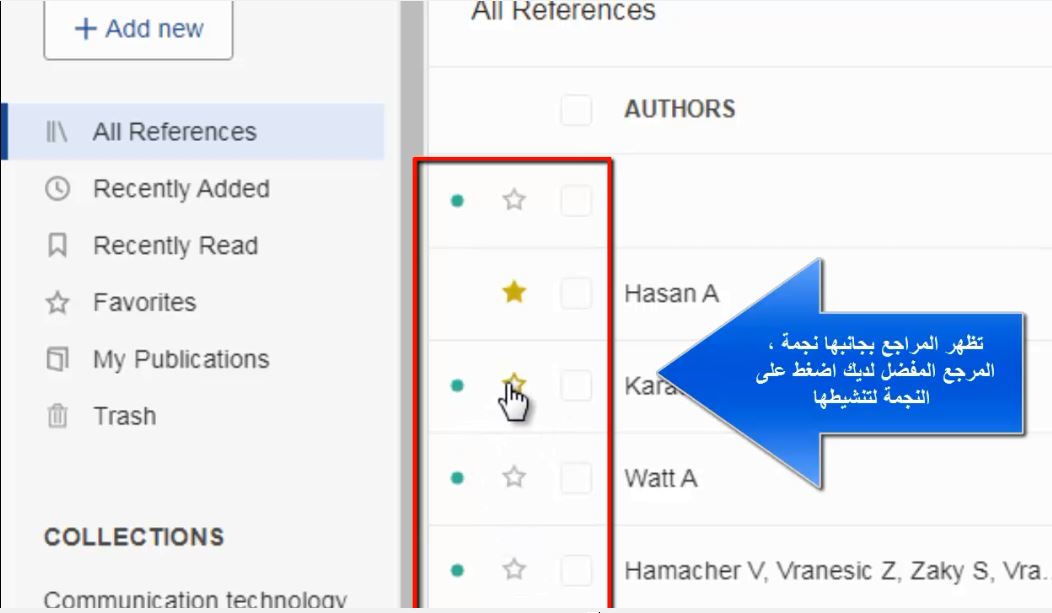 All References
+ Add new
AUTHORS
All References
Recently Added
Recently Read
Favorites
My Publications
Trash
COLLECTIONS
Communication technology
Hasan A
Watt A
Hamacher V, Vranesic Z, Zaky S, Vra...
تظهر المراجع بجانبها نجمة ،
المرجع المفضل لديك اضغط على
النجمة لتنشيطها